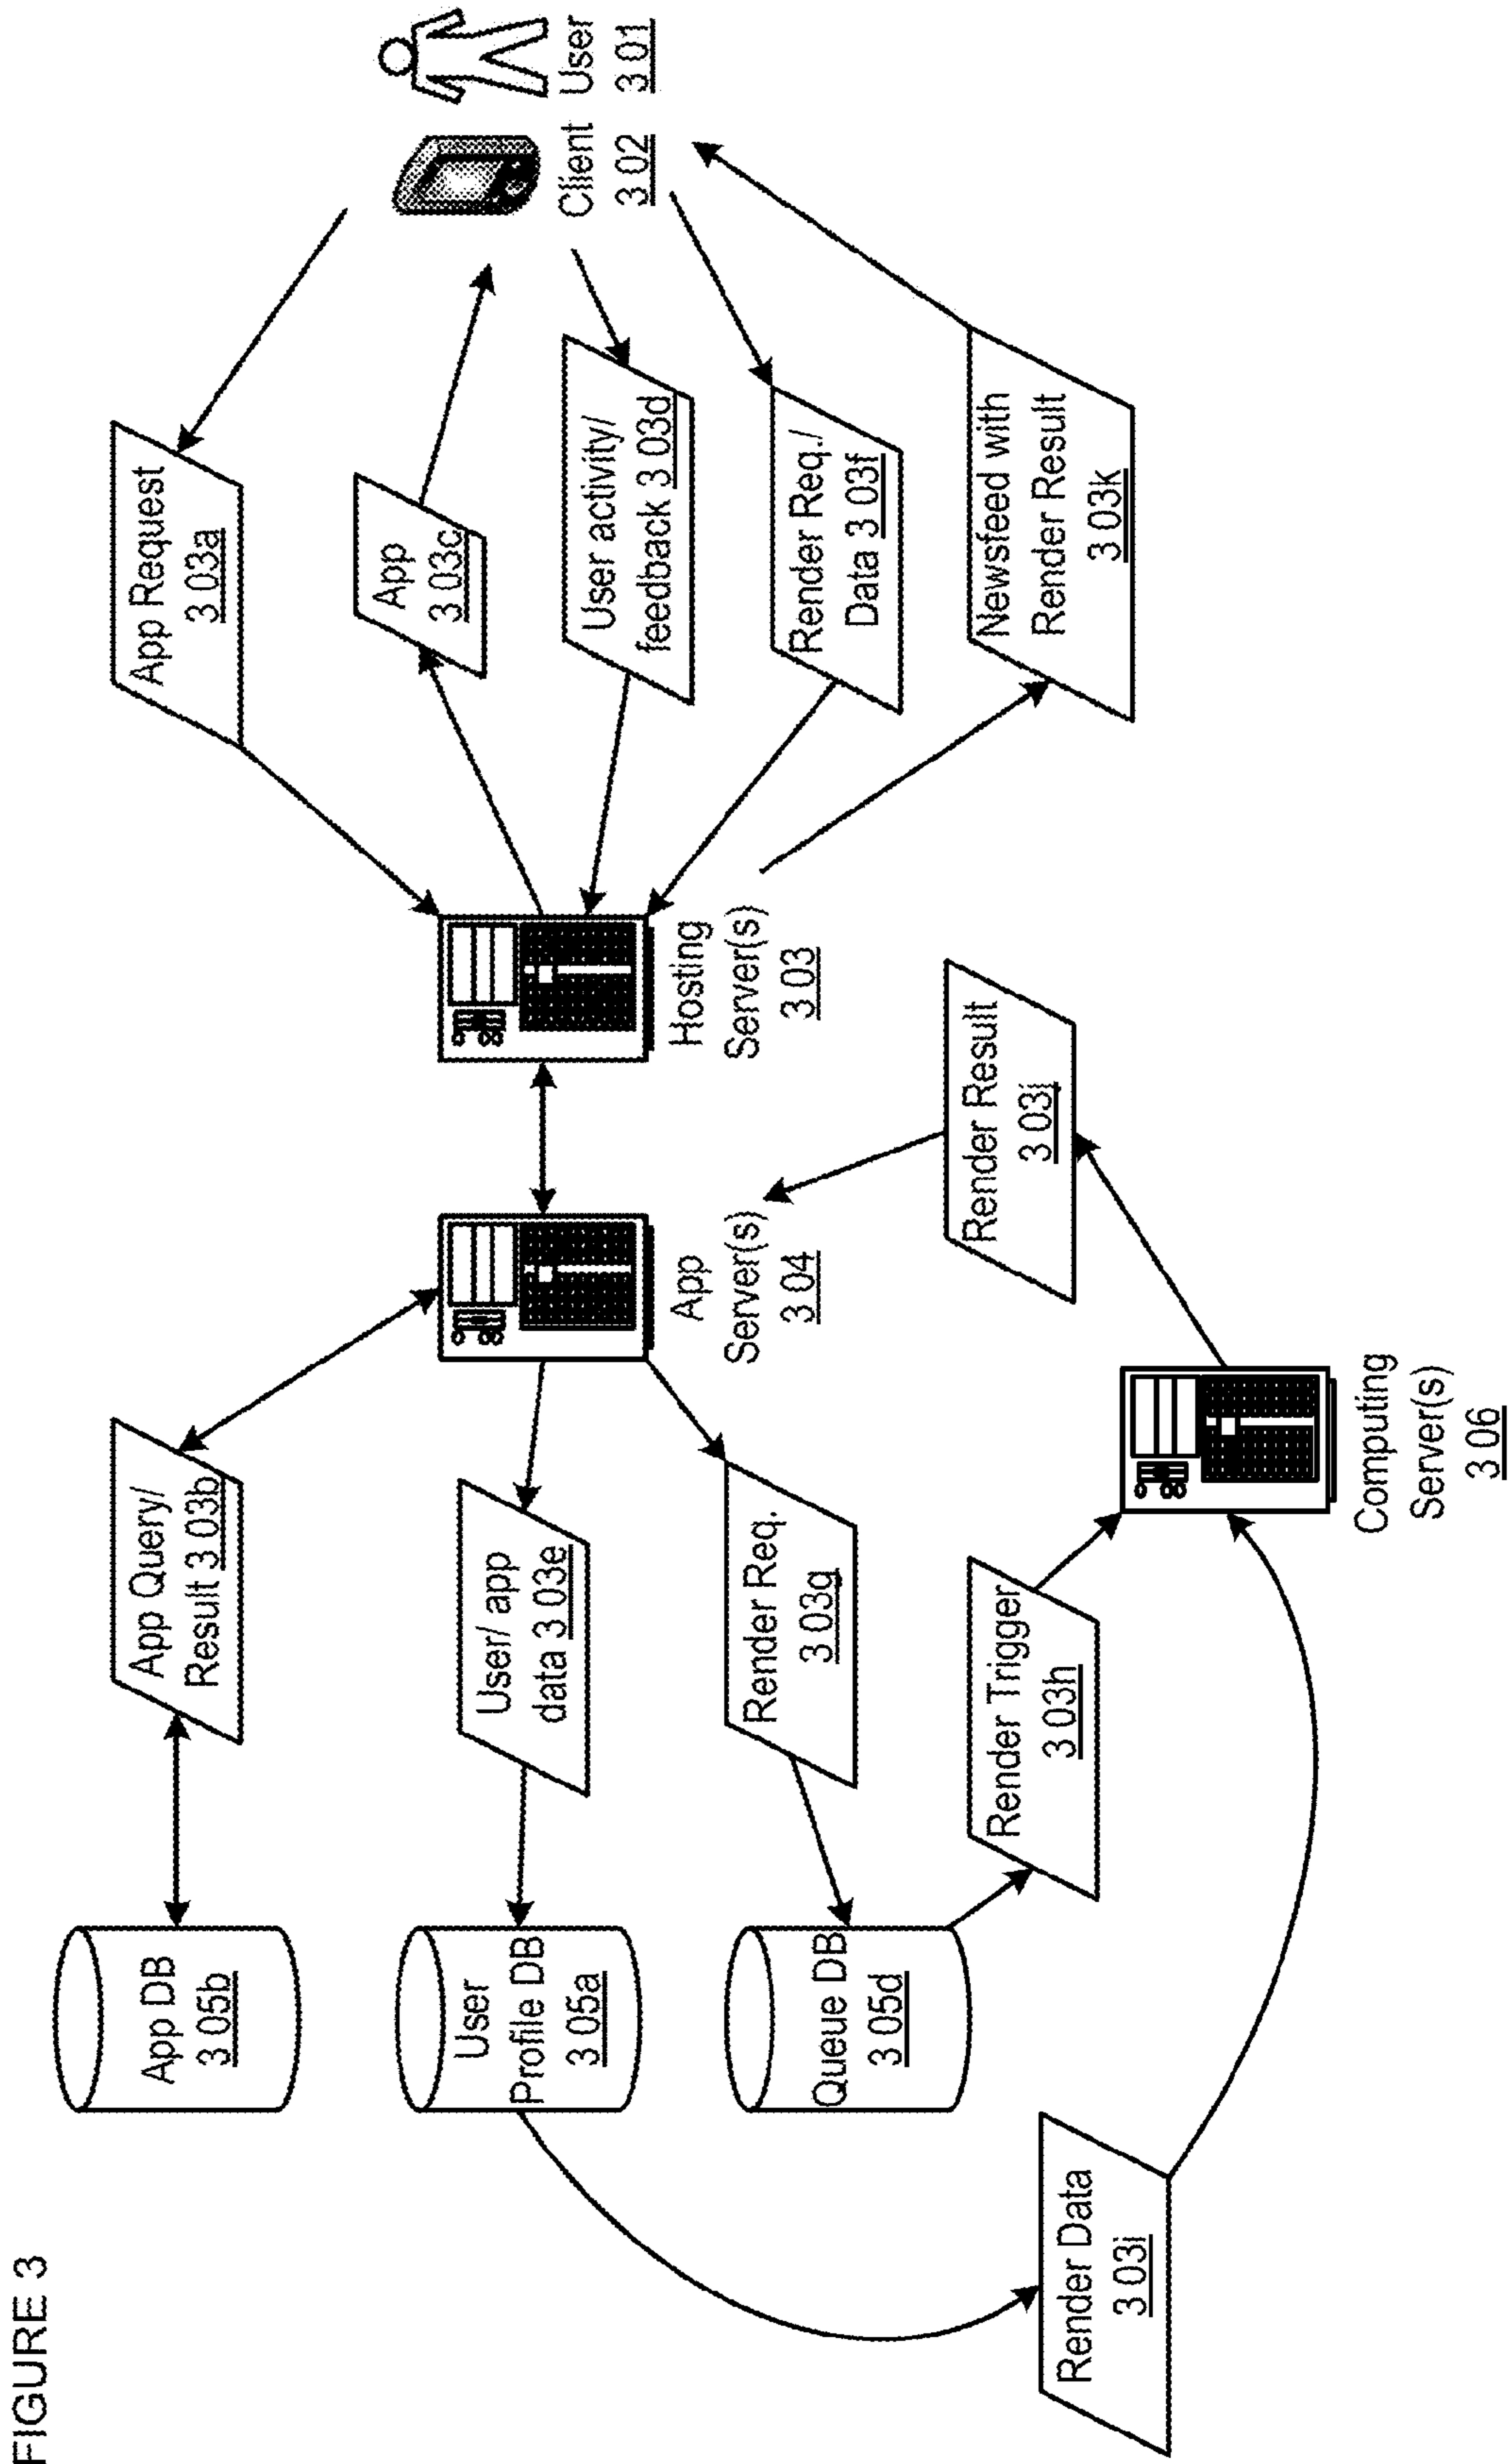 FIGURE 3
App DB
3 05b
App Query/
Result 3 03b
App Request
3 03a
User
Profile DB
3 05a
User/ app
data 3 03e
App
Server(s)
3 04
Hosting
Server(s)
3 03
App
3 03c
User activity/
feedback 3 03d
Client
3 02
User
3 01
Queue DB
3 05d
Render Req.
3 03g
Render Req./
Data 3 03f
Render Data
3 03i
Render Trigger
3 03h
Render Result
3 03j
Newsfeed with
Render Result
3 03k
Computing
Server(s)
3 06